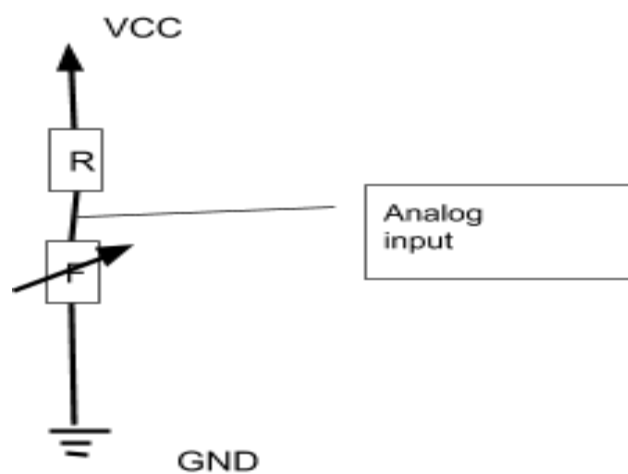 VCC
R
Analog
input
F
GND